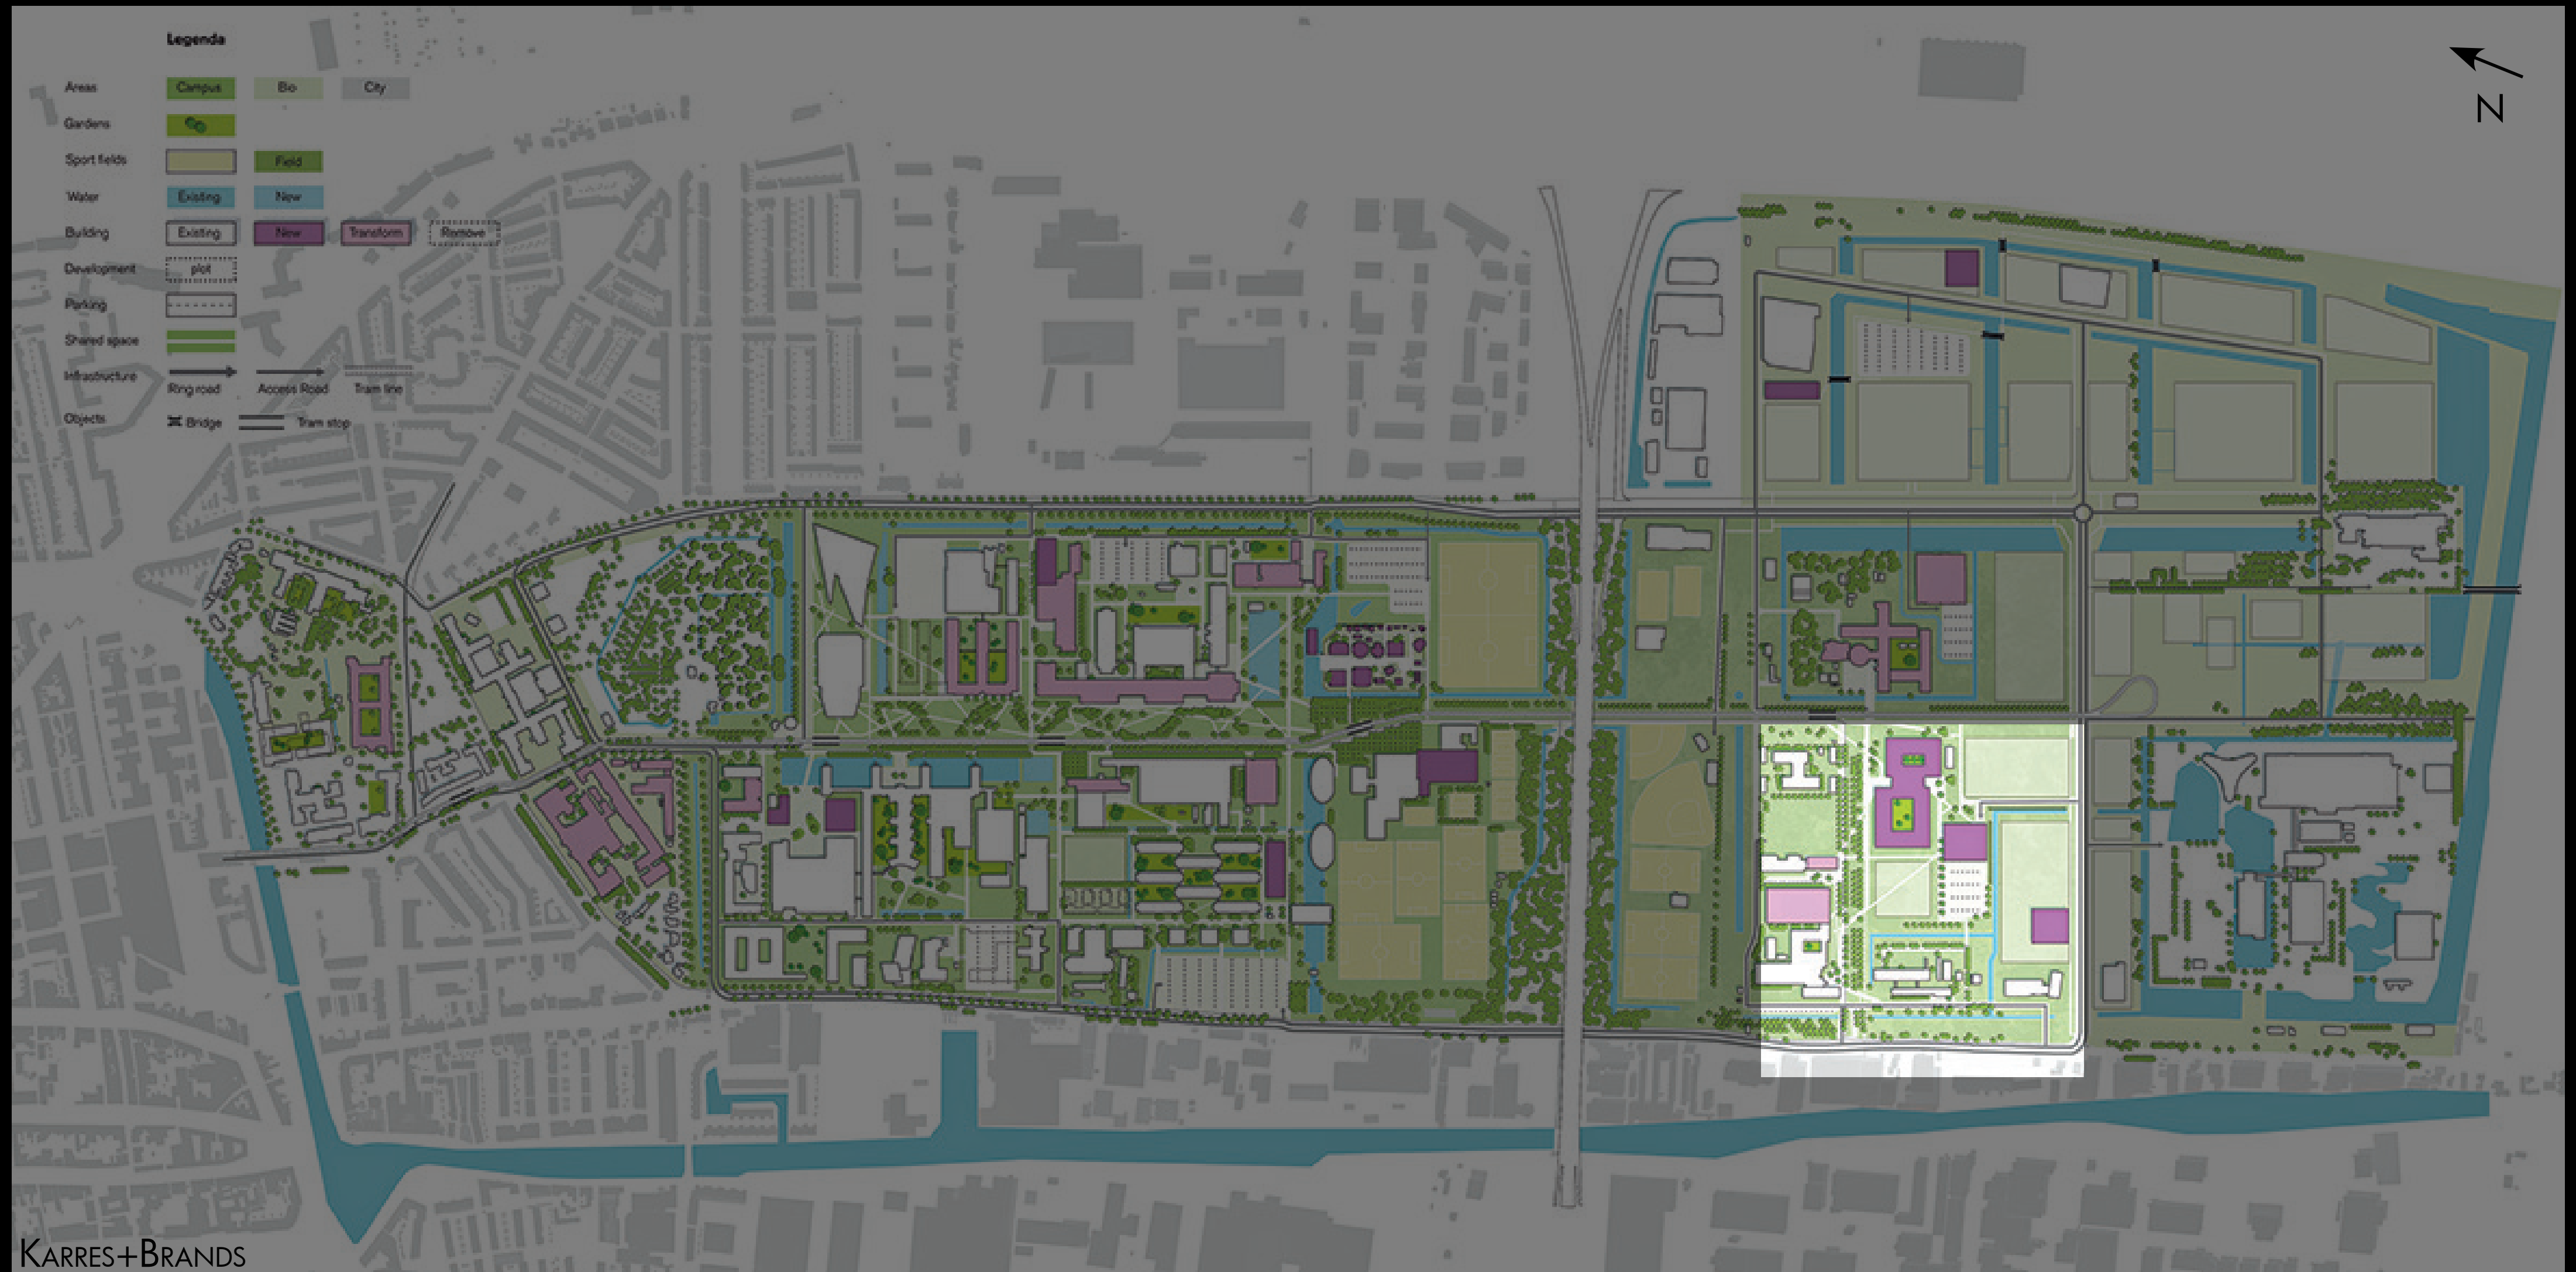 Legenda
Areas Campus Bio City
Gardens
Sport fields Field
Water Existing New
Building Existing New Transform Remove
Development plot
Parking
Shared space
Infrastructure
Ring road Access Road Tram line
Objects Bridge Tram stop
N
KARRES+BRANDS